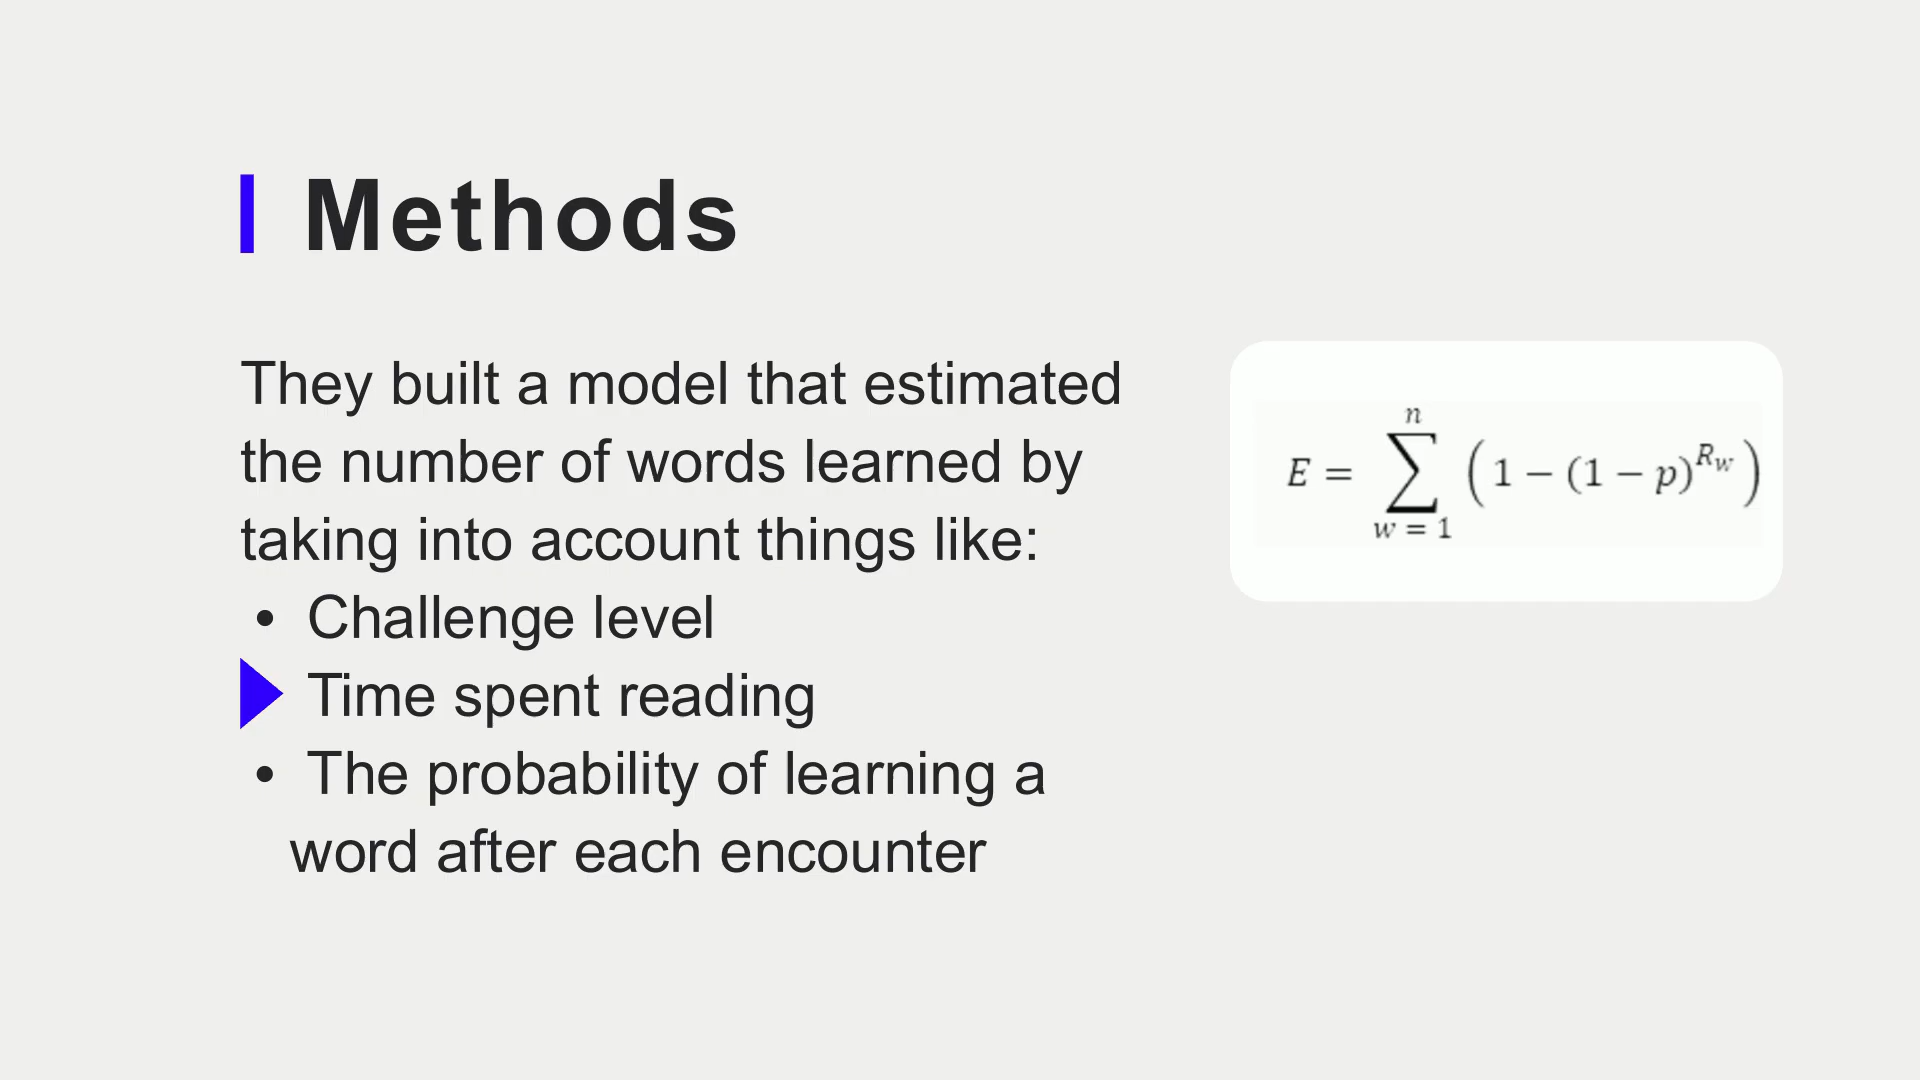 Methods
They built a model that estimated
the number of words learned by
taking into account things like:
• Challenge level
Time spent reading
• The probability of learning a
word after each encounter
n
E = ∑ (1 − (1 − p)^{R_w})
w = 1